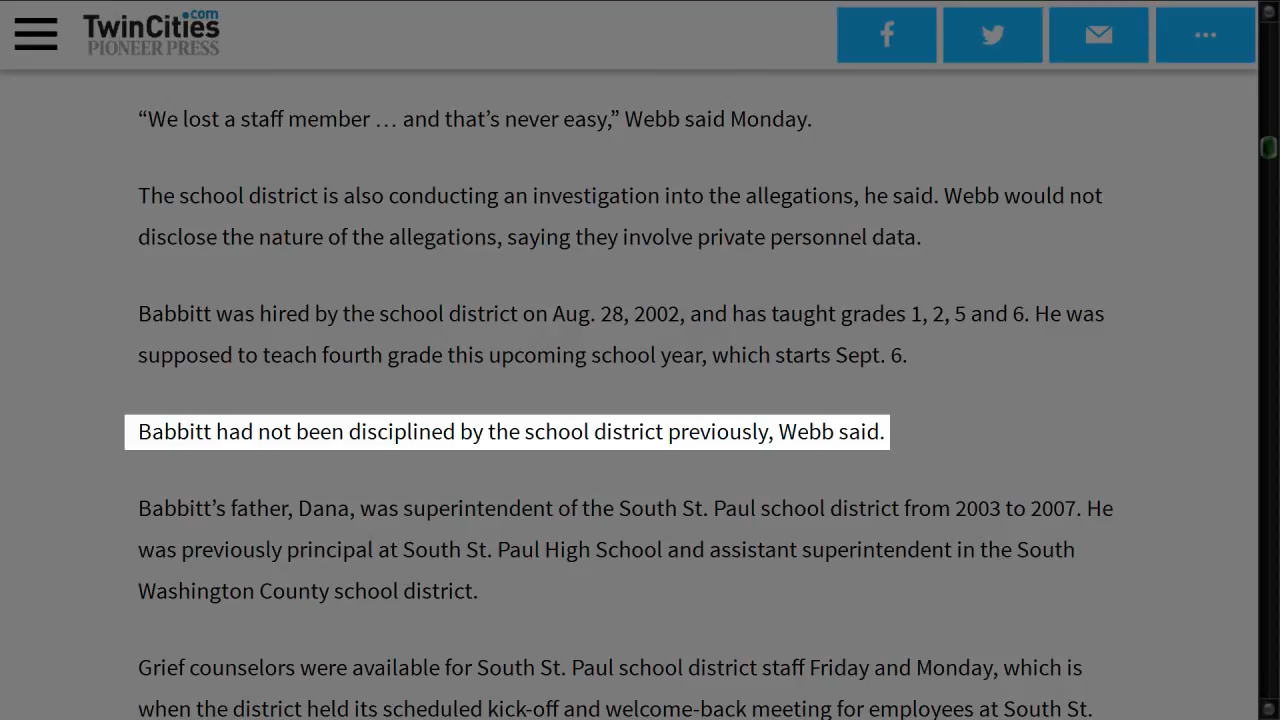 TwinCities.com
PIONEER PRESS
“We lost a staff member … and that’s never easy,” Webb said Monday.
The school district is also conducting an investigation into the allegations, he said. Webb would not
disclose the nature of the allegations, saying they involve private personnel data.
Babbitt was hired by the school district on Aug. 28, 2002, and has taught grades 1, 2, 5 and 6. He was
supposed to teach fourth grade this upcoming school year, which starts Sept. 6.
Babbitt had not been disciplined by the school district previously, Webb said.
Babbitt’s father, Dana, was superintendent of the South St. Paul school district from 2003 to 2007. He
was previously principal at South St. Paul High School and assistant superintendent in the South
Washington County school district.
Grief counselors were available for South St. Paul school district staff Friday and Monday, which is
when the district held its scheduled kick-off and welcome-back meeting for employees at South St.